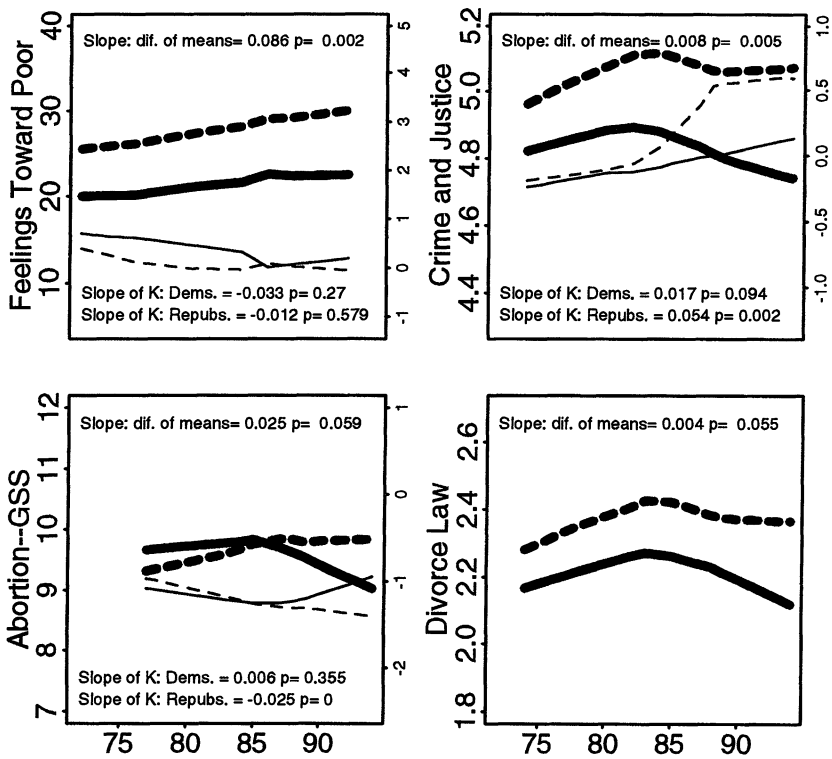 Slope: dif. of means= 0.086 p= 0.002
Feelings Toward Poor
40
30
20
10
5
4
3
2
1
0
-1
Slope of K: Dems. = -0.033 p= 0.27
Slope of K: Repubs. = -0.012 p= 0.579
Slope: dif. of means= 0.008 p= 0.005
Crime and Justice
5.2
5.0
4.8
4.6
4.4
1.0
0.5
0.0
-0.5
-1.0
Slope of K: Dems. = 0.017 p= 0.094
Slope of K: Repubs. = 0.054 p= 0.002
Slope: dif. of means= 0.025 p= 0.059
Abortion--GSS
12
11
10
9
8
7
1
0
-1
-2
Slope of K: Dems. = 0.006 p= 0.355
Slope of K: Repubs. = -0.025 p= 0
75 80 85 90
Slope: dif. of means= 0.004 p= 0.055
Divorce Law
2.6
2.4
2.2
2.0
1.8
75 80 85 90